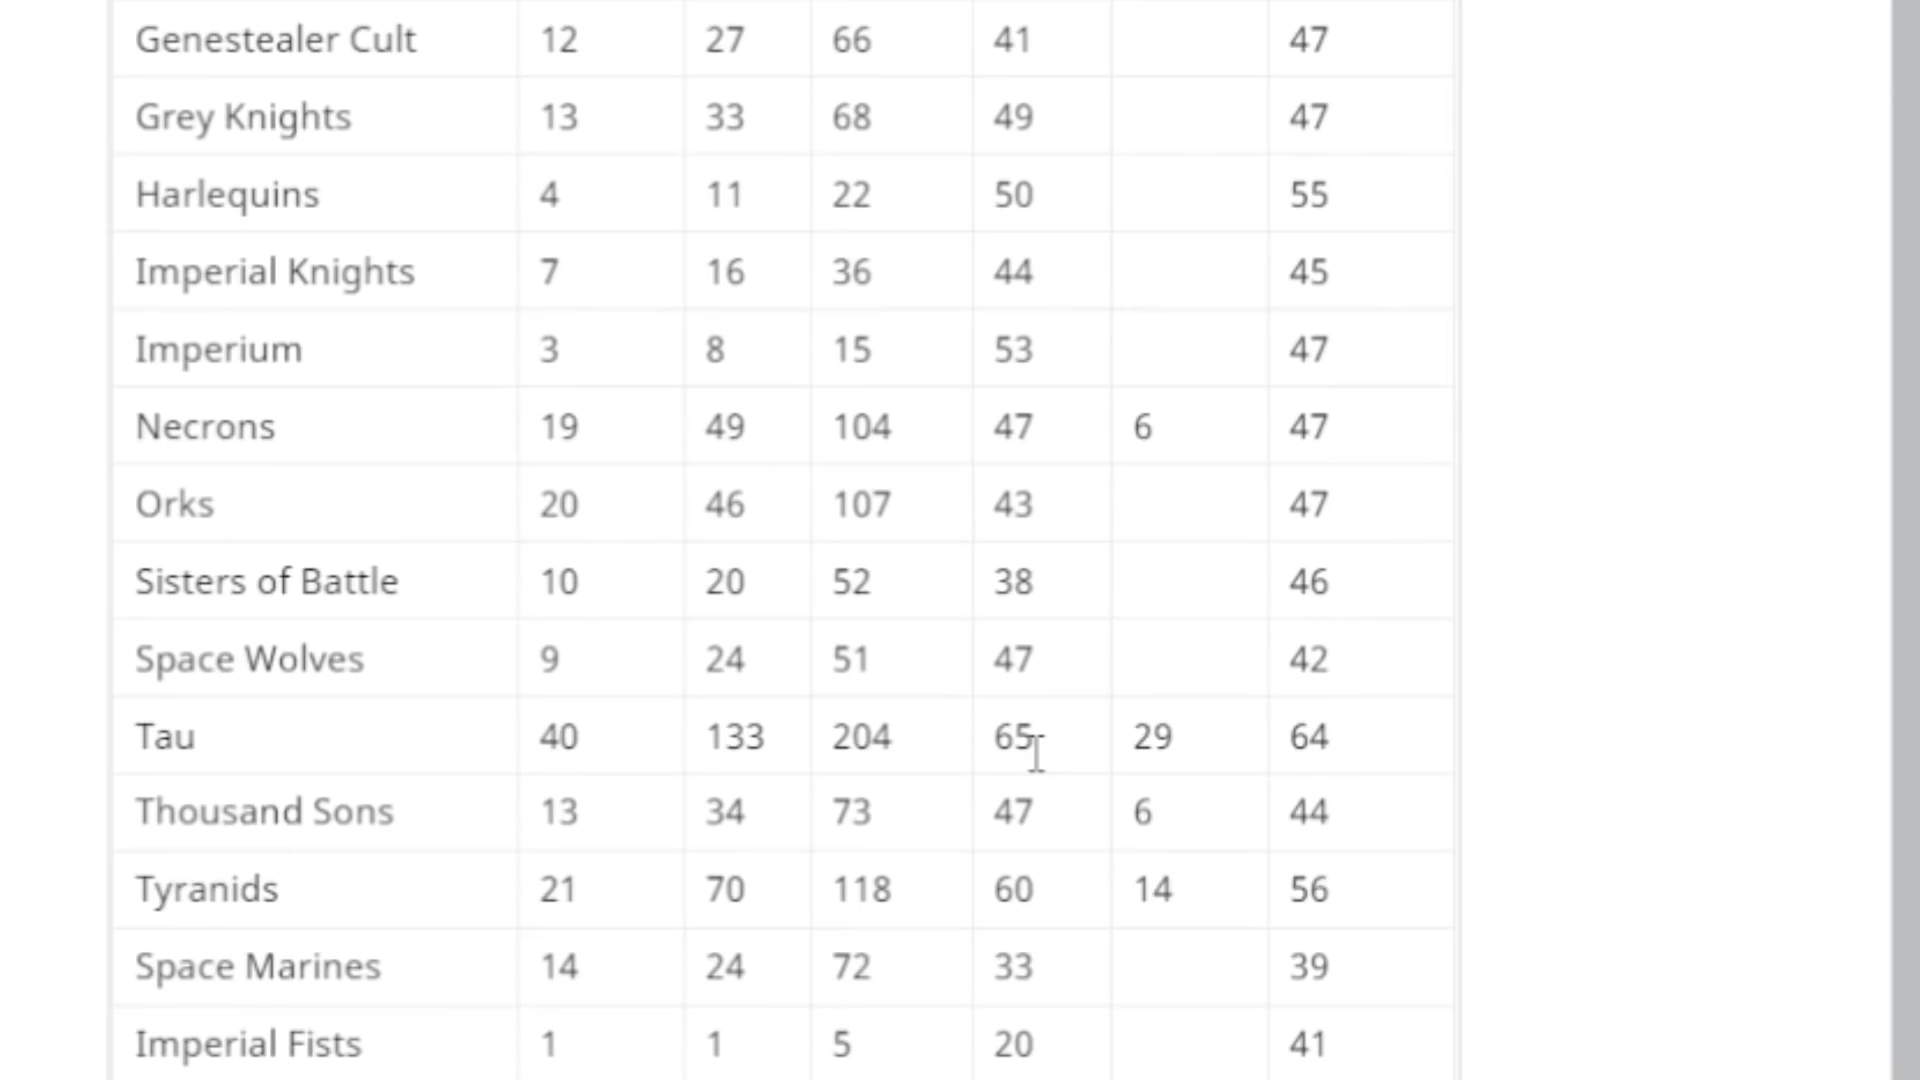 Genestealer Cult 12 27 66 41 47
Grey Knights 13 33 68 49 47
Harlequins 4 11 22 50 55
Imperial Knights 7 16 36 44 45
Imperium 3 8 15 53 47
Necrons 19 49 104 47 6 47
Orks 20 46 107 43 47
Sisters of Battle 10 20 52 38 46
Space Wolves 9 24 51 47 42
Tau 40 133 204 65 29 64
Thousand Sons 13 34 73 47 6 44
Tyranids 21 70 118 60 14 56
Space Marines 14 24 72 33 39
Imperial Fists 1 1 5 20 41